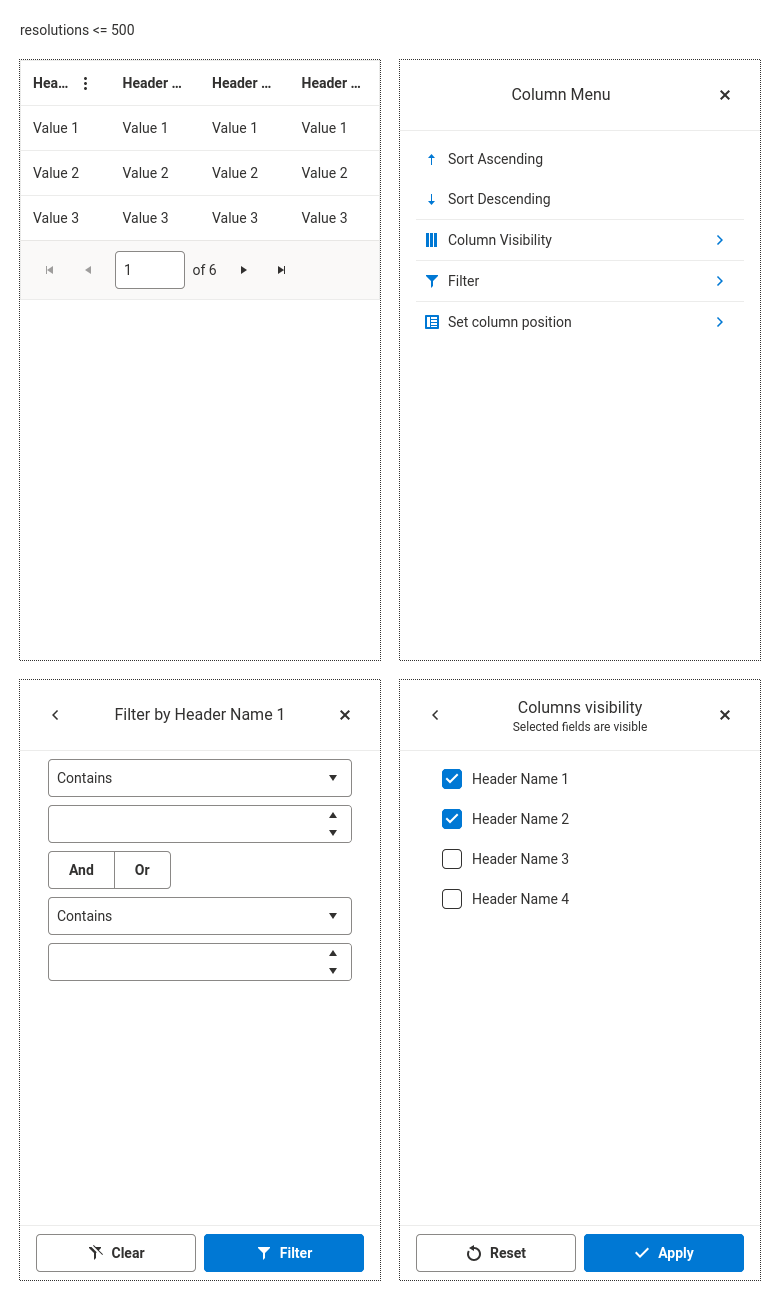 resolutions <= 500
Hea... Header ... Header ... Header ...
Value 1 Value 1 Value 1 Value 1
Value 2 Value 2 Value 2 Value 2
Value 3 Value 3 Value 3 Value 3
1 of 6
Column Menu
Sort Ascending
Sort Descending
Column Visibility
Filter
Set column position
Filter by Header Name 1
Contains
And Or
Contains
Clear Filter
Columns visibility
Selected fields are visible
Header Name 1
Header Name 2
Header Name 3
Header Name 4
Reset Apply